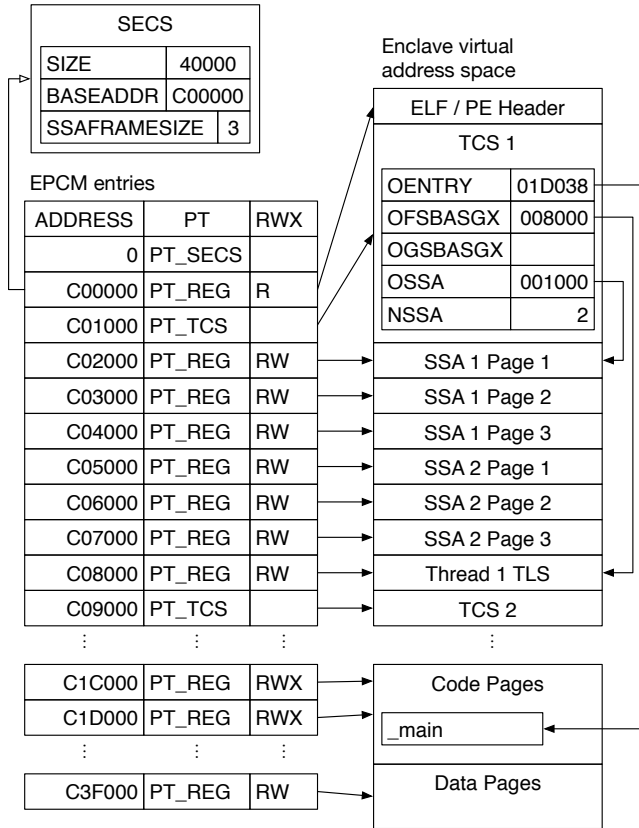 SECS
SIZE 40000
BASEADDR C00000
SSAFRAMESIZE 3
EPCM entries
ADDRESS PT RWX
0 PT_SECS
C00000 PT_REG R
C01000 PT_TCS
C02000 PT_REG RW
C03000 PT_REG RW
C04000 PT_REG RW
C05000 PT_REG RW
C06000 PT_REG RW
C07000 PT_REG RW
C08000 PT_REG RW
C09000 PT_TCS
⋮ ⋮ ⋮
C1C000 PT_REG RWX
C1D000 PT_REG RWX
⋮ ⋮ ⋮
C3F000 PT_REG RW
Enclave virtual
address space
ELF / PE Header
TCS 1
OENTRY 01D038
OFSBASGX 008000
OGSBASGX
OSSA 001000
NSSA 2
SSA 1 Page 1
SSA 1 Page 2
SSA 1 Page 3
SSA 2 Page 1
SSA 2 Page 2
SSA 2 Page 3
Thread 1 TLS
TCS 2
⋮
Code Pages
_main
Data Pages